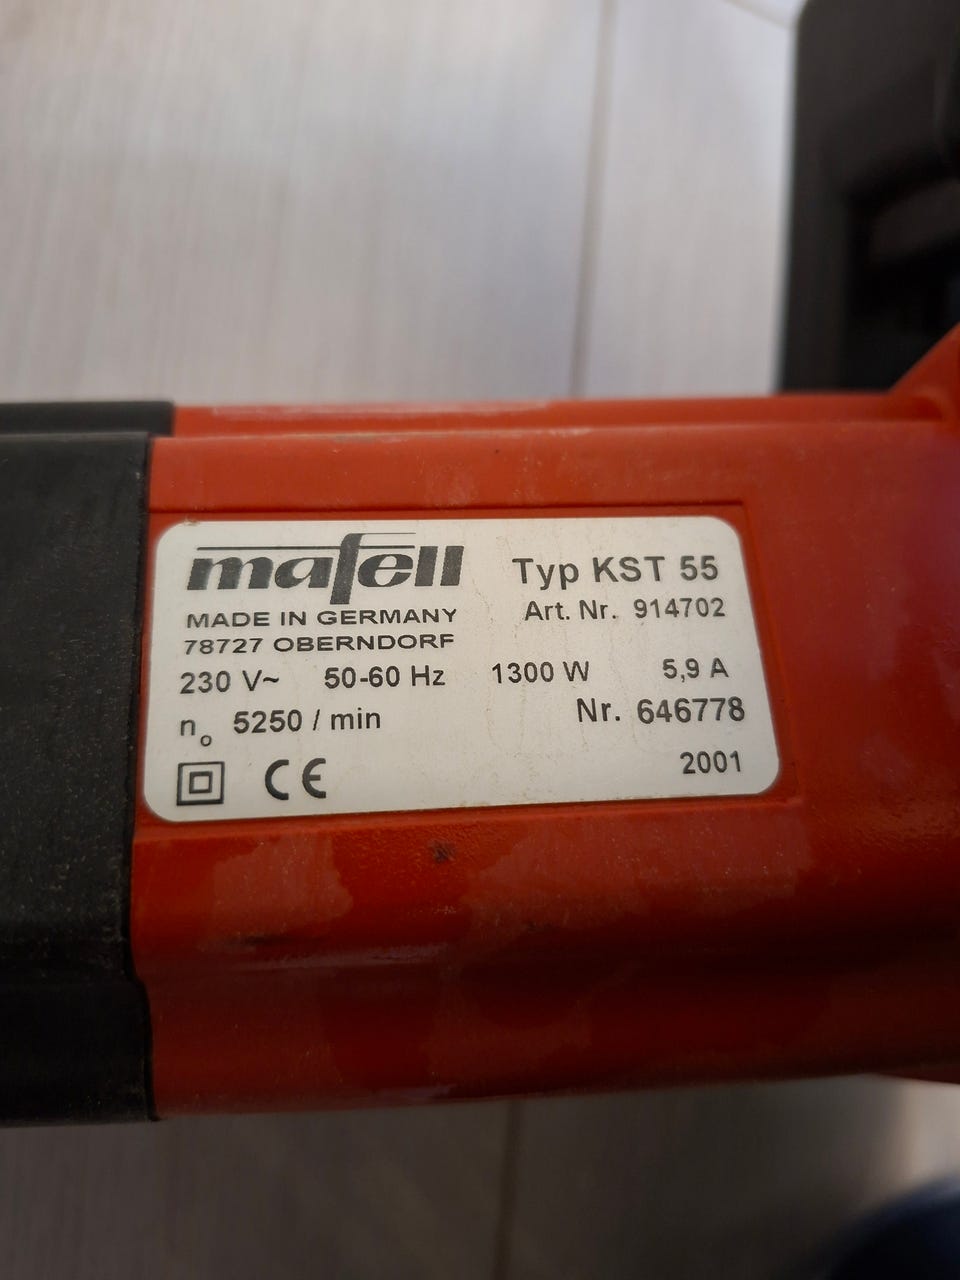 mafell
Typ KST 55
MADE IN GERMANY
Art. Nr. 914702
78727 OBERNDORF
230 V~ 50-60 Hz 1300 W 5,9 A
n₀ 5250 / min
Nr. 646778
CE
2001